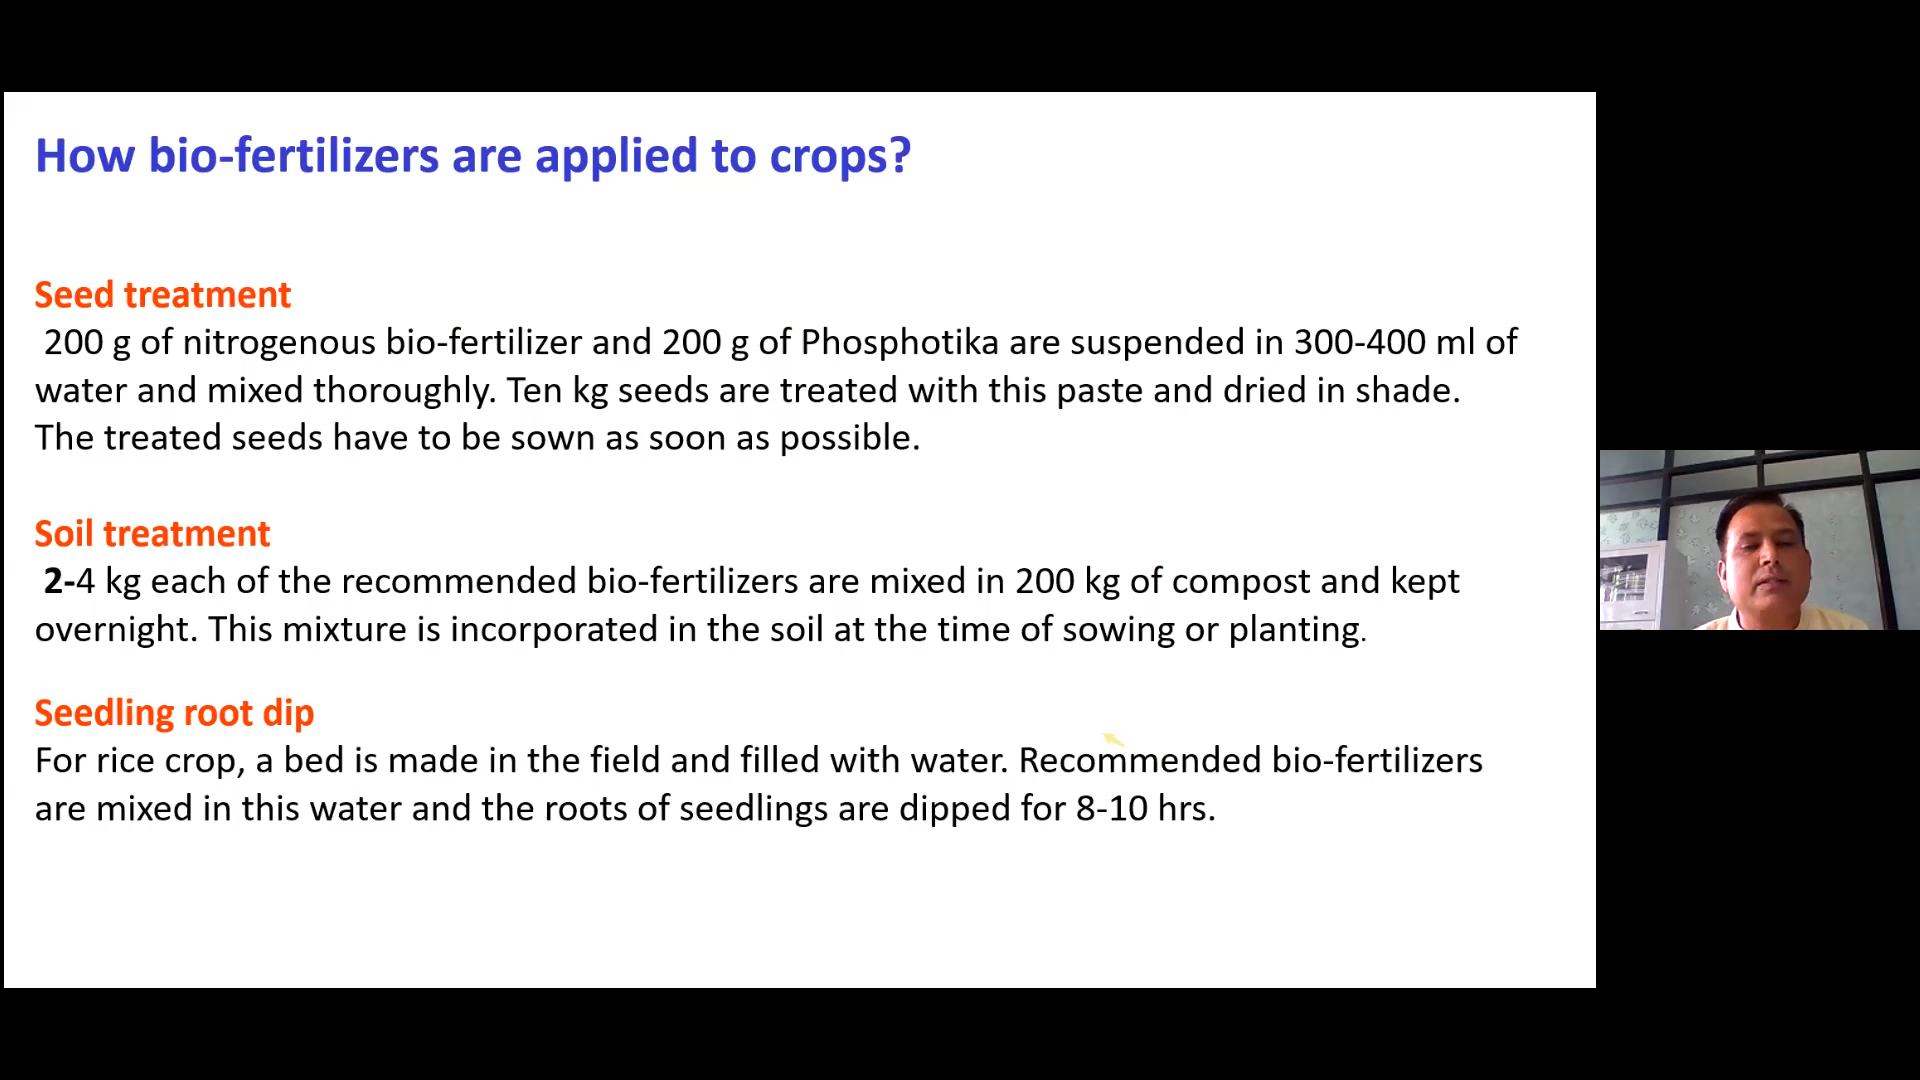 How bio-fertilizers are applied to crops?
Seed treatment
200 g of nitrogenous bio-fertilizer and 200 g of Phosphotika are suspended in 300-400 ml of
water and mixed thoroughly. Ten kg seeds are treated with this paste and dried in shade.
The treated seeds have to be sown as soon as possible.
Soil treatment
2-4 kg each of the recommended bio-fertilizers are mixed in 200 kg of compost and kept
overnight. This mixture is incorporated in the soil at the time of sowing or planting.
Seedling root dip
For rice crop, a bed is made in the field and filled with water. Recommended bio-fertilizers
are mixed in this water and the roots of seedlings are dipped for 8-10 hrs.